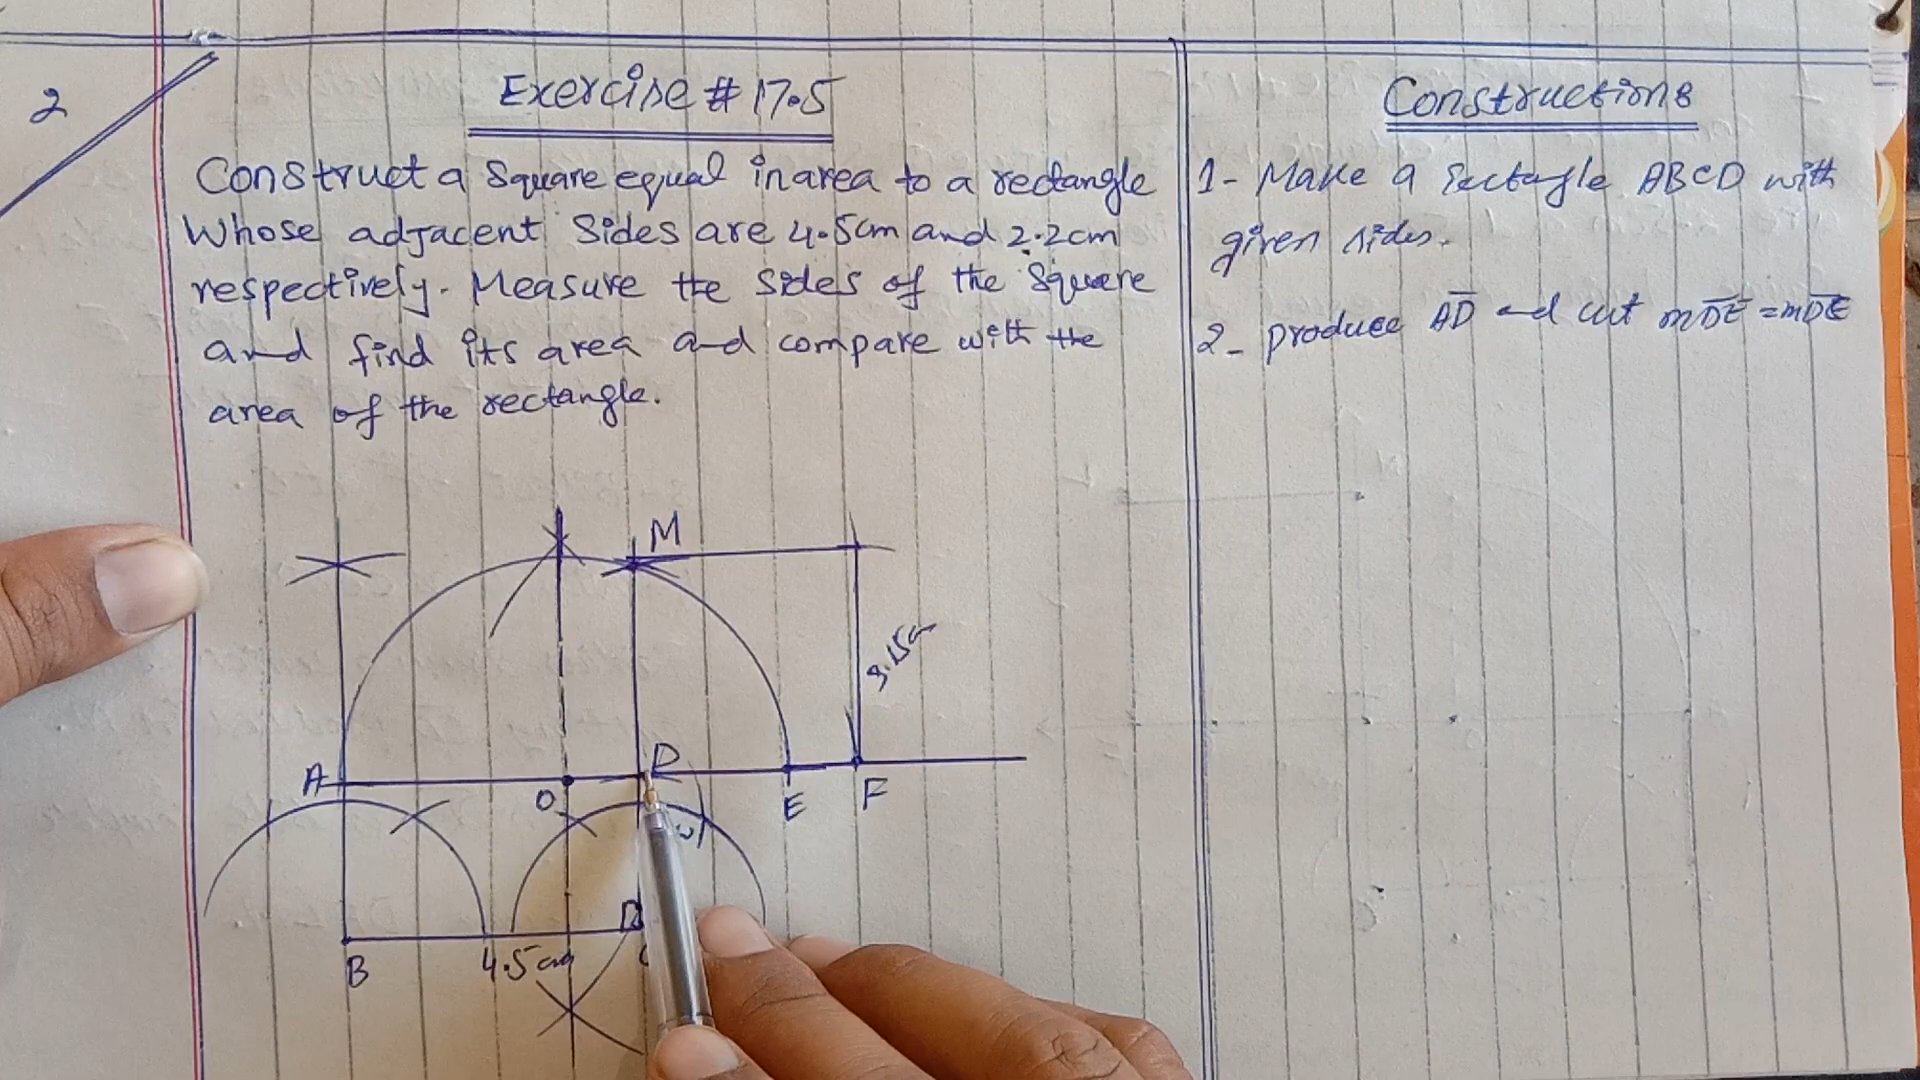 2
Exercise # 17.5
Construct a square equal in area to a rectangle
whose adjacent sides are 4.5cm and 2.2cm
respectively. Measure the sides of the square
and find its area and compare with the
area of the rectangle.
Constructions
1- Make a rectangle ABCD with
given sides.
2- produce AD and cut mDE = mDE
M
3.15c
A
O
D
E
F
B
4.5cm